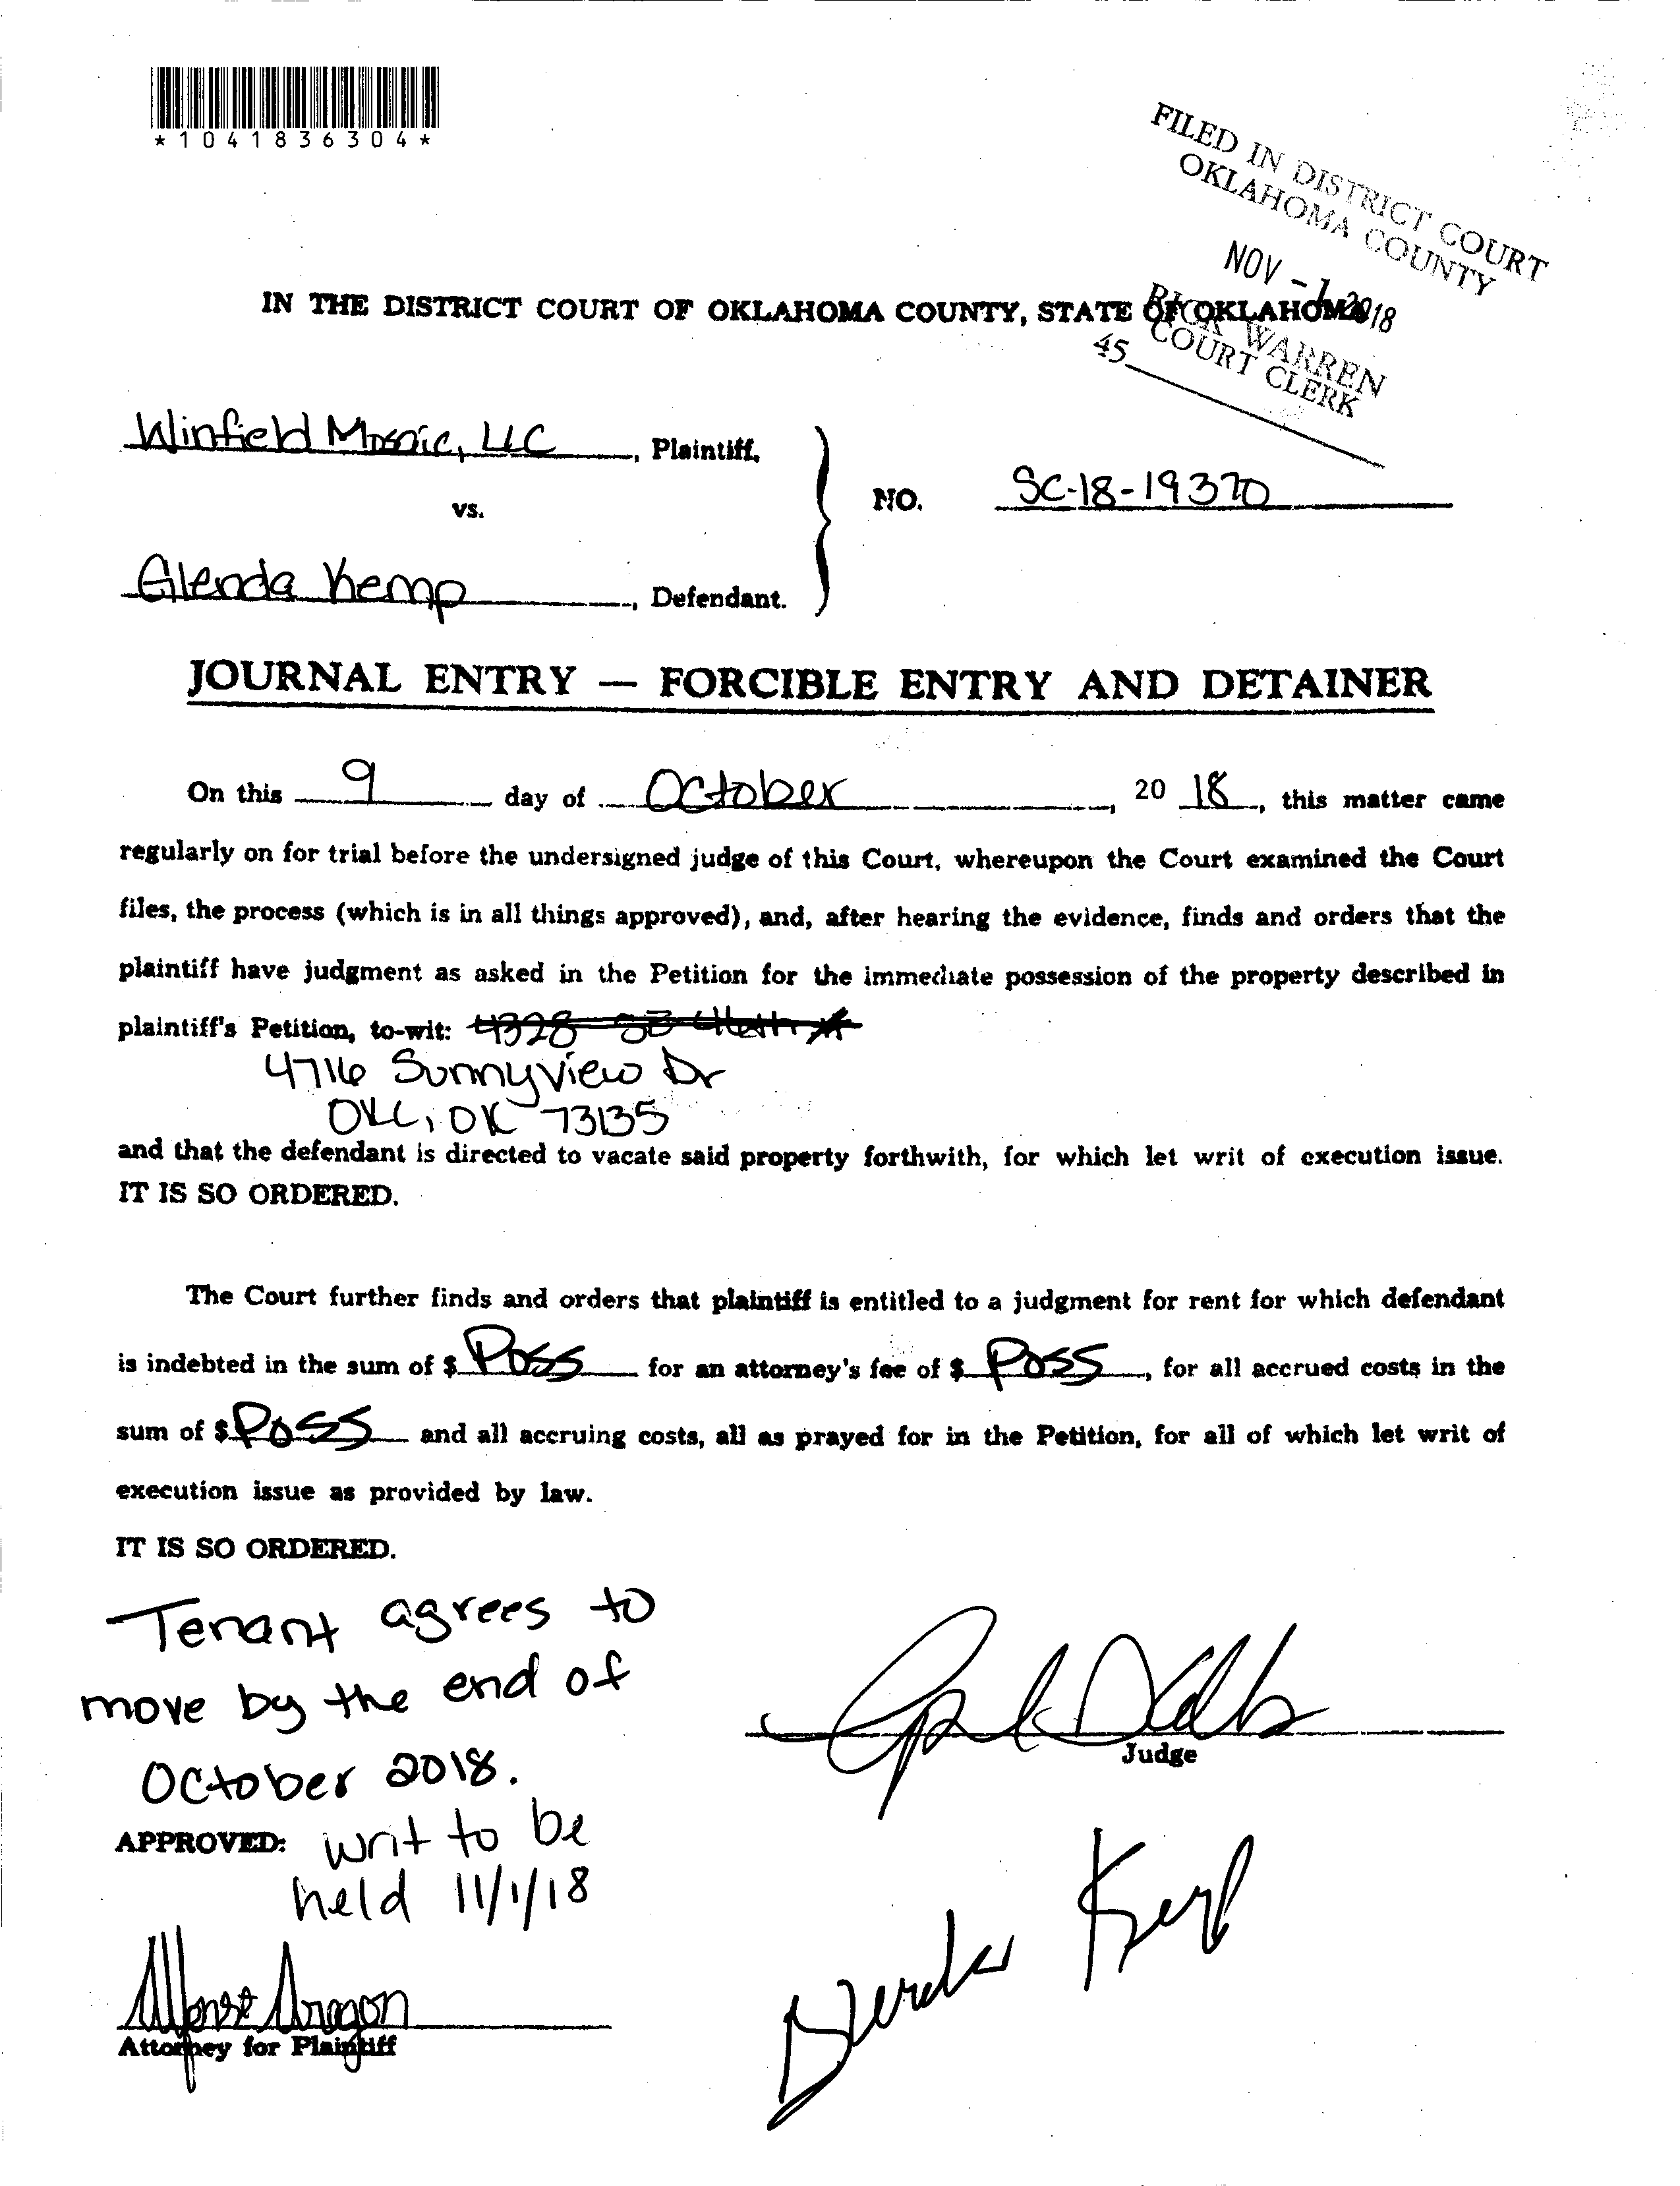 *1041836304*
FILED IN DISTRICT COURT
OKLAHOMA COUNTY
NOV - 1 2018
RICK WARREN
COURT CLERK
45
IN THE DISTRICT COURT OF OKLAHOMA COUNTY, STATE OF OKLAHOMA
Winfield Mosaic, LLC, Plaintiff,
vs.
NO. SC-18-19370
Glenda Kemp, Defendant.
JOURNAL ENTRY — FORCIBLE ENTRY AND DETAINER
On this 9 day of October, 20 18, this matter came
regularly on for trial before the undersigned judge of this Court, whereupon the Court examined the Court
files, the process (which is in all things approved), and, after hearing the evidence, finds and orders that the
plaintiff have judgment as asked in the Petition for the immediate possession of the property described in
plaintiff's Petition, to-wit: 4328 SE
4716 Sunnyview Dr
OKC, OK 73135
and that the defendant is directed to vacate said property forthwith, for which let writ of execution issue.
IT IS SO ORDERED.
The Court further finds and orders that plaintiff is entitled to a judgment for rent for which defendant
is indebted in the sum of $ Poss for an attorney's fee of $ Poss, for all accrued costs in the
sum of $ Poss and all accruing costs, all as prayed for in the Petition, for all of which let writ of
execution issue as provided by law.
IT IS SO ORDERED.
Tenant agrees to
move by the end of
October 2018.
Judge
APPROVED: writ to be
held 11/1/18
Glenda Kemp
Alfonso Aragon
Attorney for Plaintiff